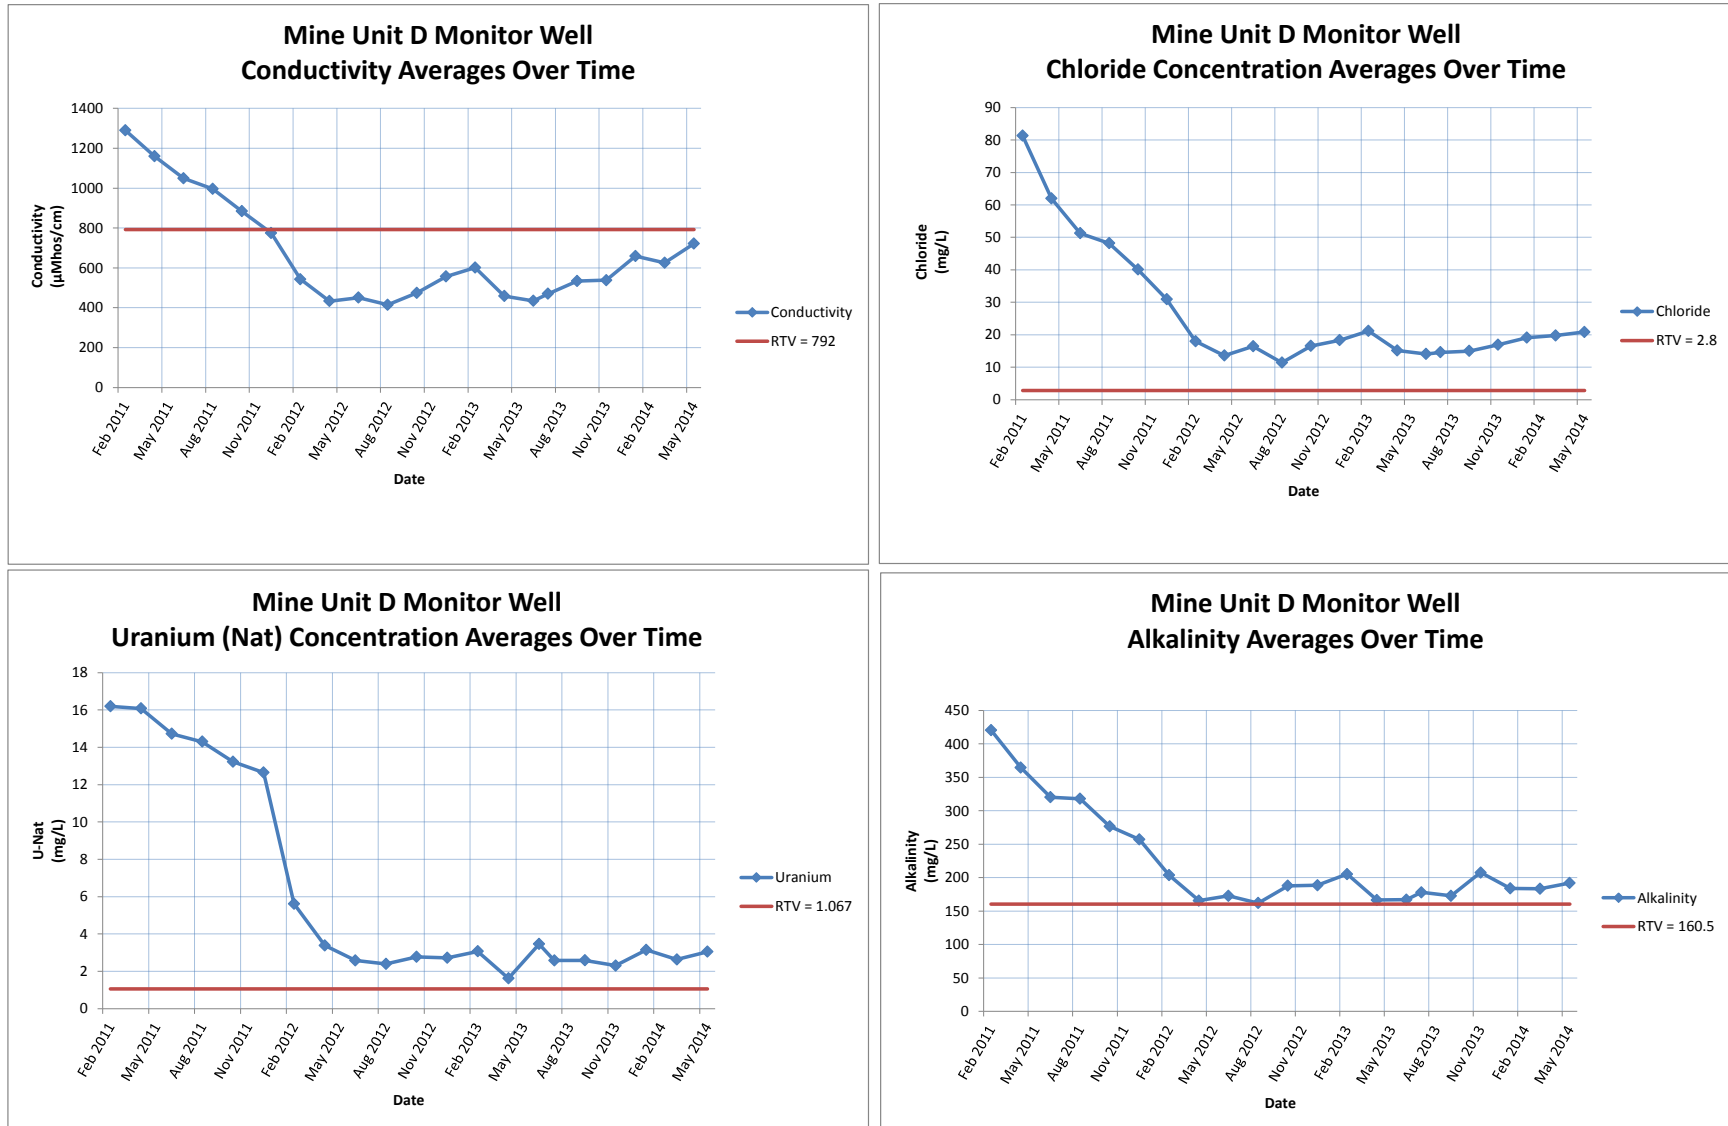 Mine Unit D Monitor Well
Conductivity Averages Over Time
1400
1200
1000
800
600
400
200
0
Conductivity
(µMhos/cm)
Feb 2011
May 2011
Aug 2011
Nov 2011
Feb 2012
May 2012
Aug 2012
Nov 2012
Feb 2013
May 2013
Aug 2013
Nov 2013
Feb 2014
May 2014
Date
Conductivity
RTV = 792
Mine Unit D Monitor Well
Chloride Concentration Averages Over Time
90
80
70
60
50
40
30
20
10
0
Chloride
(mg/L)
Feb 2011
May 2011
Aug 2011
Nov 2011
Feb 2012
May 2012
Aug 2012
Nov 2012
Feb 2013
May 2013
Aug 2013
Nov 2013
Feb 2014
May 2014
Date
Chloride
RTV = 2.8
Mine Unit D Monitor Well
Uranium (Nat) Concentration Averages Over Time
18
16
14
12
10
8
6
4
2
0
U-Nat
(mg/L)
Feb 2011
May 2011
Aug 2011
Nov 2011
Feb 2012
May 2012
Aug 2012
Nov 2012
Feb 2013
May 2013
Aug 2013
Nov 2013
Feb 2014
May 2014
Date
Uranium
RTV = 1.067
Mine Unit D Monitor Well
Alkalinity Averages Over Time
450
400
350
300
250
200
150
100
50
0
Alkalinity
(mg/L)
Feb 2011
May 2011
Aug 2011
Nov 2011
Feb 2012
May 2012
Aug 2012
Nov 2012
Feb 2013
May 2013
Aug 2013
Nov 2013
Feb 2014
May 2014
Date
Alkalinity
RTV = 160.5